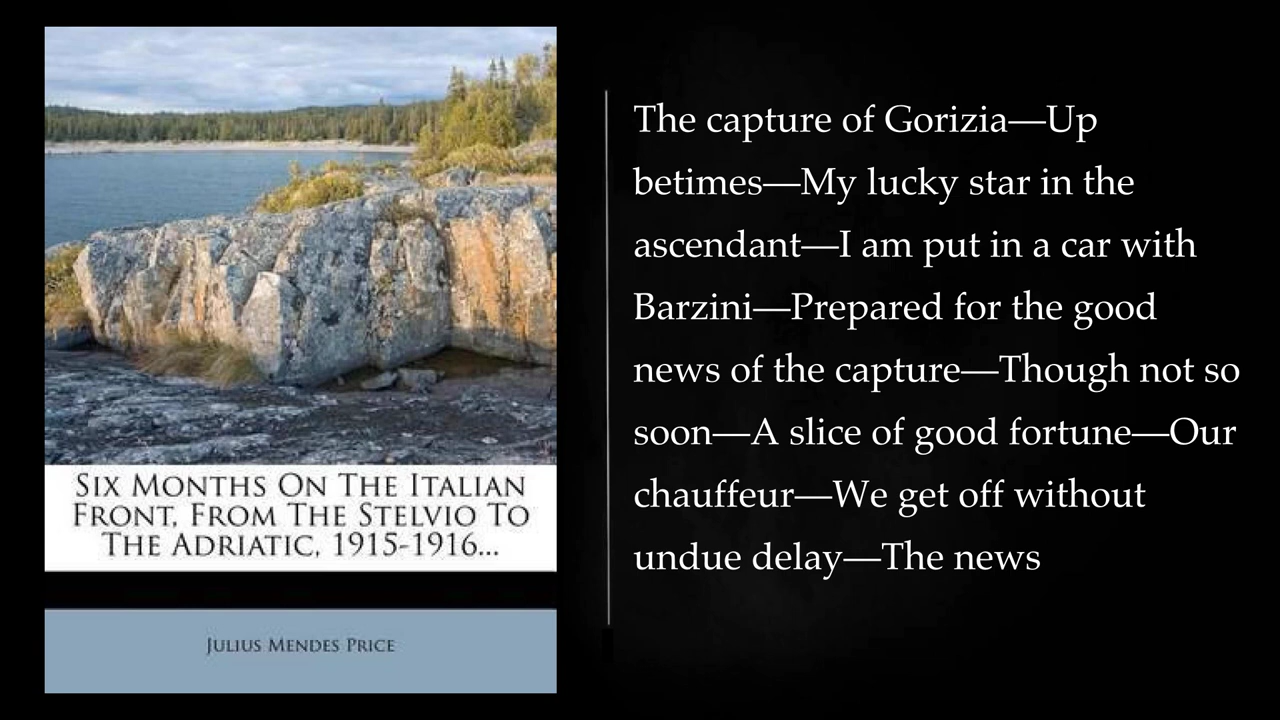 Six Months On The Italian
Front, From The Stelvio To
The Adriatic, 1915-1916...
Julius Mendes Price
The capture of Gorizia—Up
betimes—My lucky star in the
ascendant—I am put in a car with
Barzini—Prepared for the good
news of the capture—Though not so
soon—A slice of good fortune—Our
chauffeur—We get off without
undue delay—The news